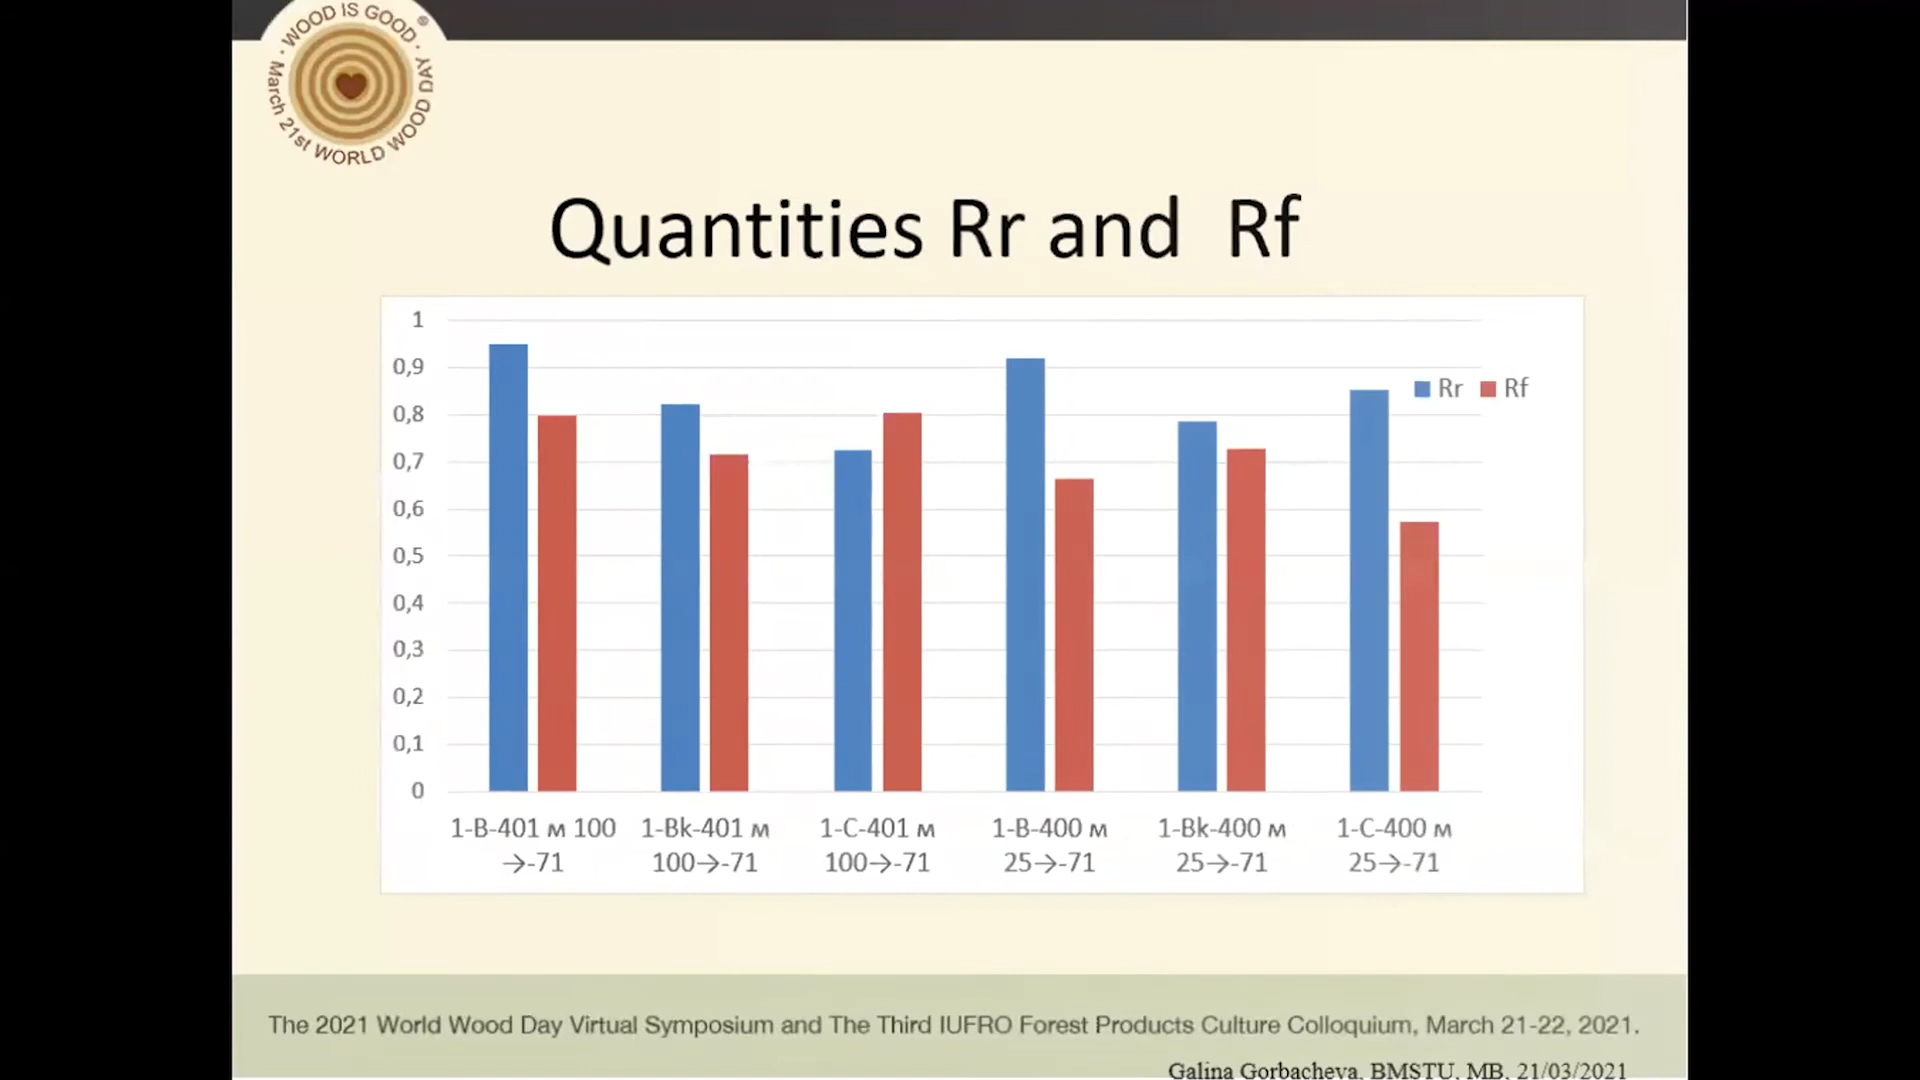 · WOOD IS GOOD · ®
March 21st WORLD WOOD DAY
Quantities Rr and  Rf
1
0,9
0,8
0,7
0,6
0,5
0,4
0,3
0,2
0,1
0
Rr Rf
1-B-401 м 100 1-Bk-401 м 1-C-401 м 1-B-400 м 1-Bk-400 м 1-C-400 м
→-71 100→-71 100→-71 25→-71 25→-71 25→-71
The 2021 World Wood Day Virtual Symposium and The Third IUFRO Forest Products Culture Colloquium, March 21-22, 2021.
Galina Gorbacheva, BMSTU, MB, 21/03/2021